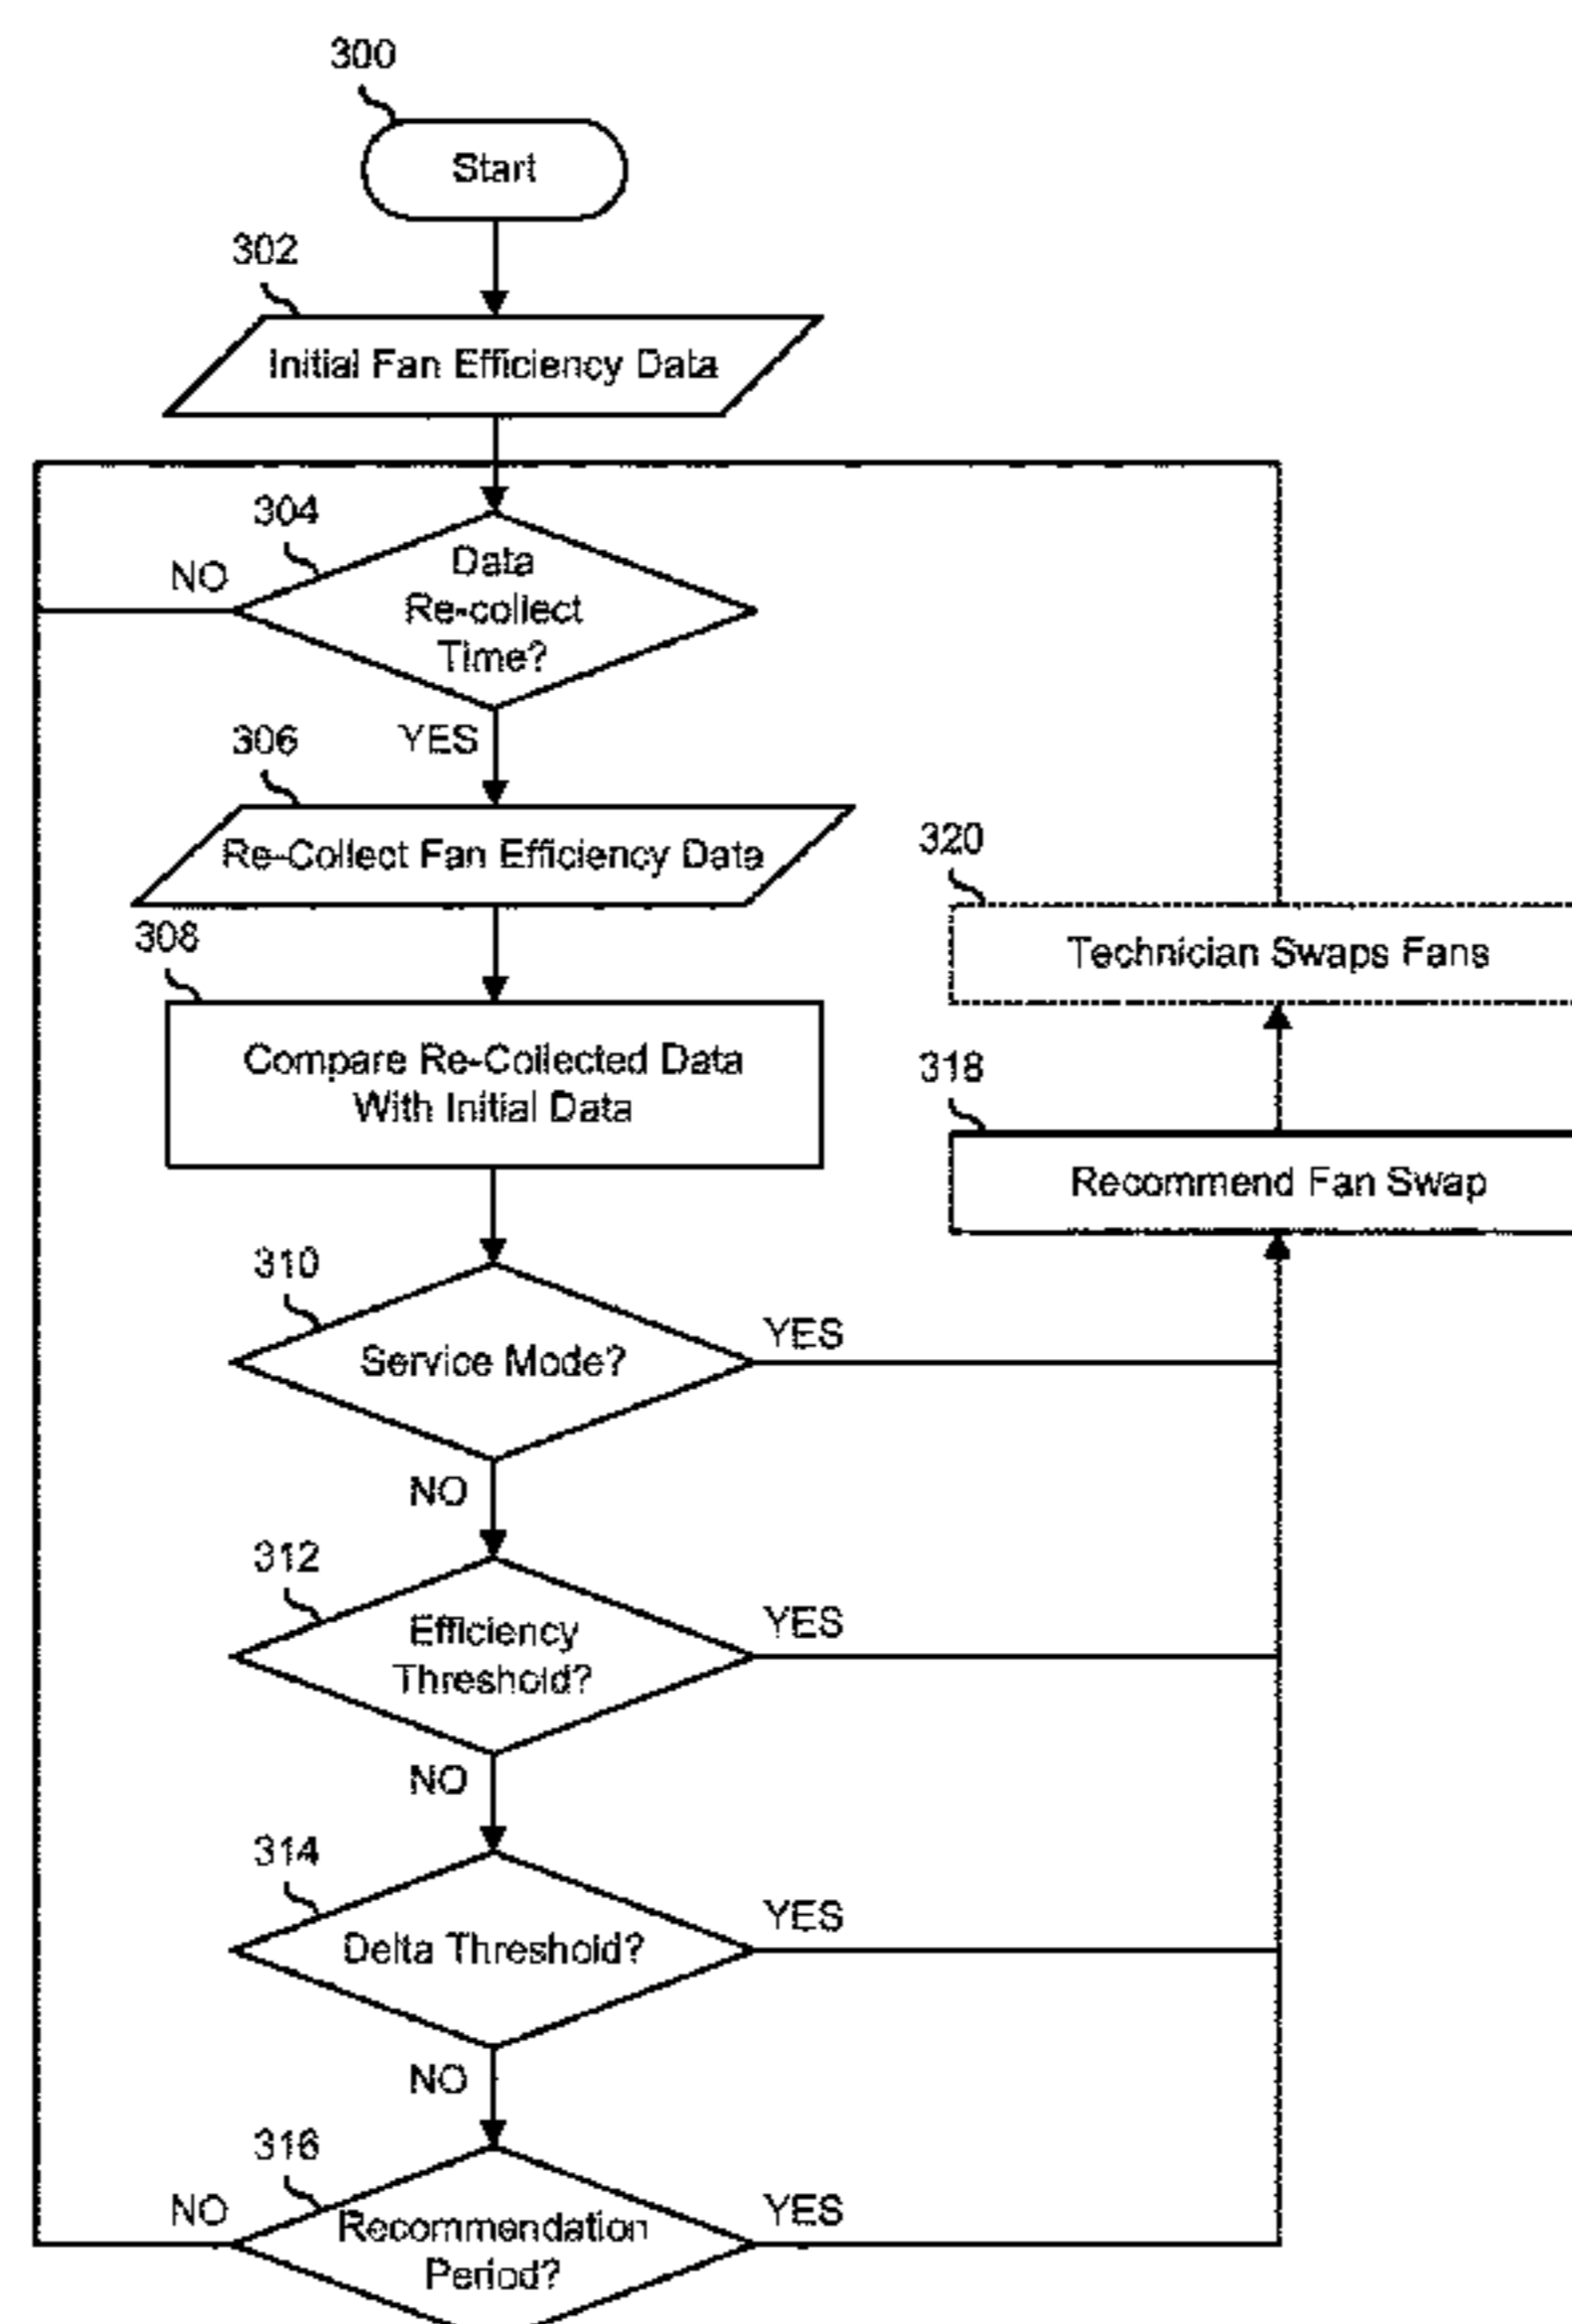 300
Start
302
Initial Fan Efficiency Data
304
NO
Data
Re-collect
Time?
306
YES
Re-Collect Fan Efficiency Data
308
Compare Re-Collected Data
With Initial Data
320
Technician Swaps Fans
318
Recommend Fan Swap
310
Service Mode?
YES
NO
312
Efficiency
Threshold?
YES
NO
314
Delta Threshold?
YES
NO
316
NO
Recommendation
Period?
YES